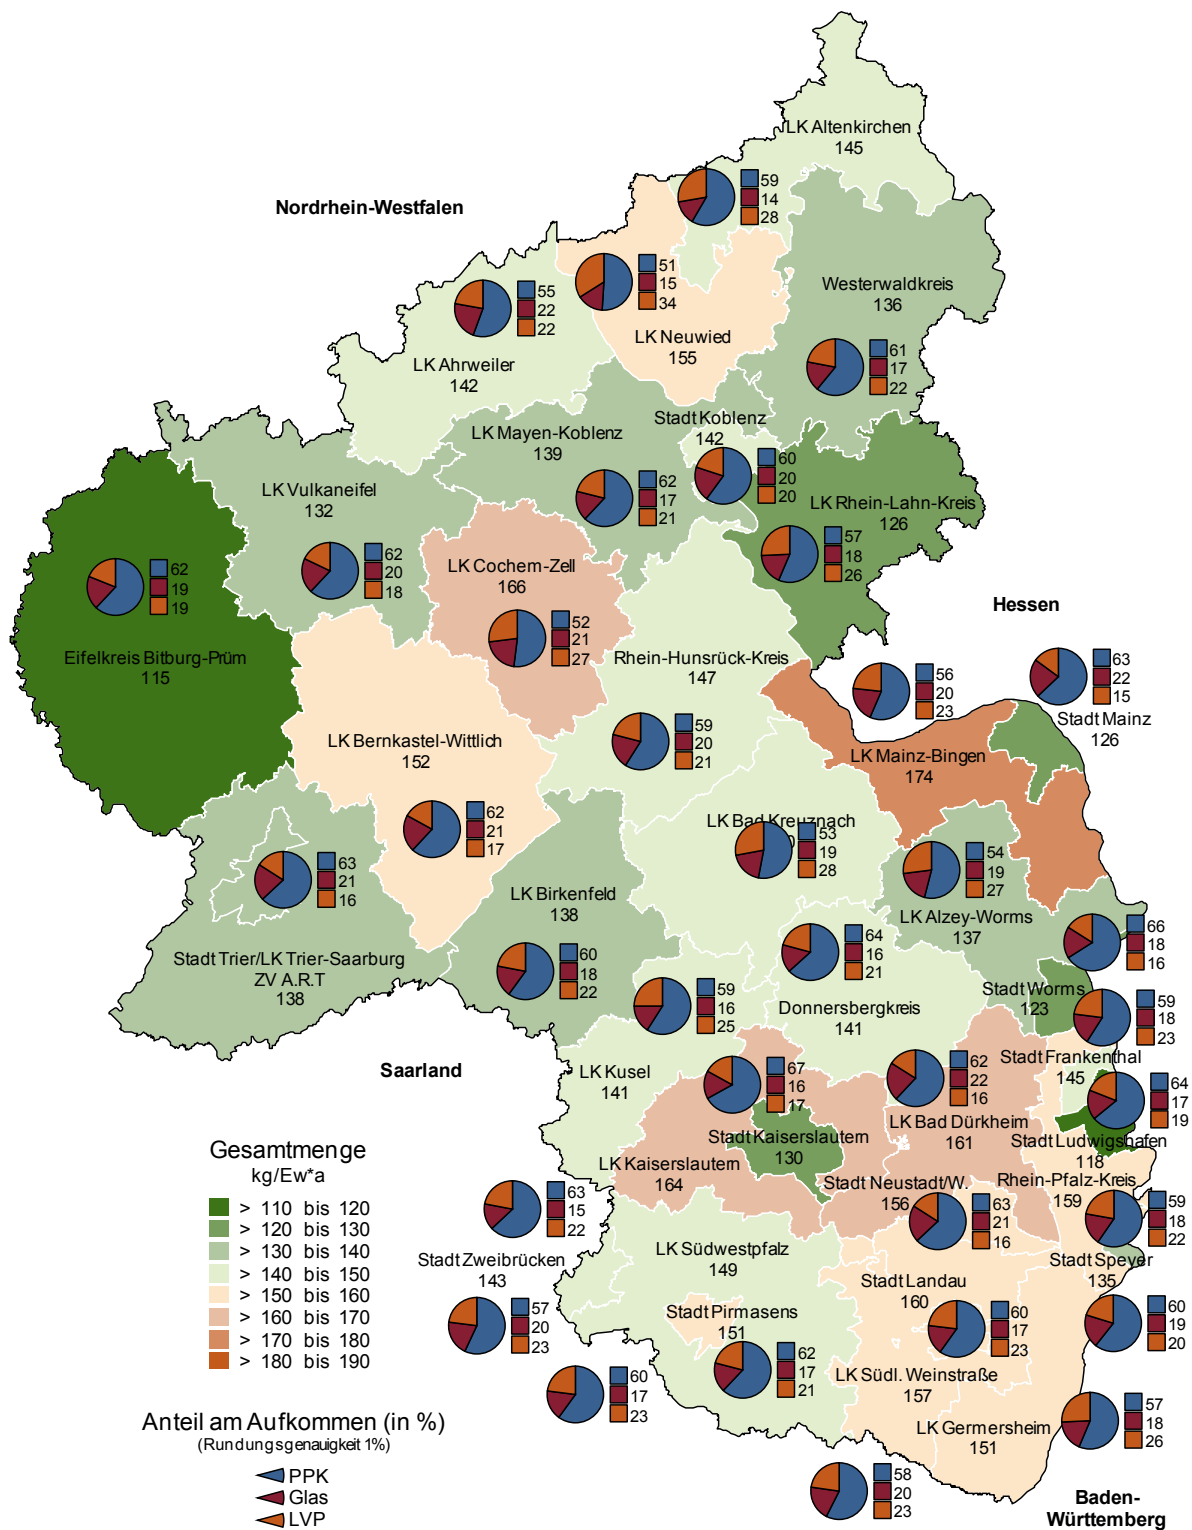 LK Altenkirchen
145
59
14
28
Nordrhein-Westfalen
51
15
34
Westerwaldkreis
136
55
22
22
LK Neuwied
155
61
17
22
LK Ahrweiler
142
Stadt Koblenz
142
LK Mayen-Koblenz
139
60
20
20
LK Vulkaneifel
132
62
17
21
LK Rhein-Lahn-Kreis
126
57
18
26
62
19
19
62
20
18
LK Cochem-Zell
166
52
21
27
Hessen
Eifelkreis Bitburg-Prüm
115
Rhein-Hunsrück-Kreis
147
56
20
23
63
22
15
Stadt Mainz
126
LK Bernkastel-Wittlich
152
59
20
21
LK Mainz-Bingen
174
62
21
17
LK Bad Kreuznach
53
19
28
54
19
27
63
21
16
LK Birkenfeld
138
LK Alzey-Worms
137
66
18
16
Stadt Trier/LK Trier-Saarburg
ZV A.R.T
138
60
18
22
64
16
21
59
16
25
Donnersbergkreis
141
Stadt Worms
123
59
18
23
Saarland
LK Kusel
141
67
16
17
62
22
16
Stadt Frankenthal
145
64
17
19
LK Bad Dürkheim
161
Stadt Kaiserslautern
130
Stadt Ludwigshafen
118
LK Kaiserslautern
164
Stadt Neustadt/W.
156
Rhein-Pfalz-Kreis
159
63
15
22
63
21
16
59
18
22
Stadt Zweibrücken
143
LK Südwestpfalz
149
Stadt Speyer
135
Stadt Landau
160
57
20
23
Stadt Pirmasens
151
60
17
23
60
19
20
62
17
21
60
17
23
LK Südl. Weinstraße
157
57
18
26
LK Germersheim
151
58
20
23
Baden-
Württemberg
Gesamtmenge
kg/Ew*a
> 110 bis 120
> 120 bis 130
> 130 bis 140
> 140 bis 150
> 150 bis 160
> 160 bis 170
> 170 bis 180
> 180 bis 190
Anteil am Aufkommen (in %)
(Rundungsgenauigkeit 1%)
PPK
Glas
LVP